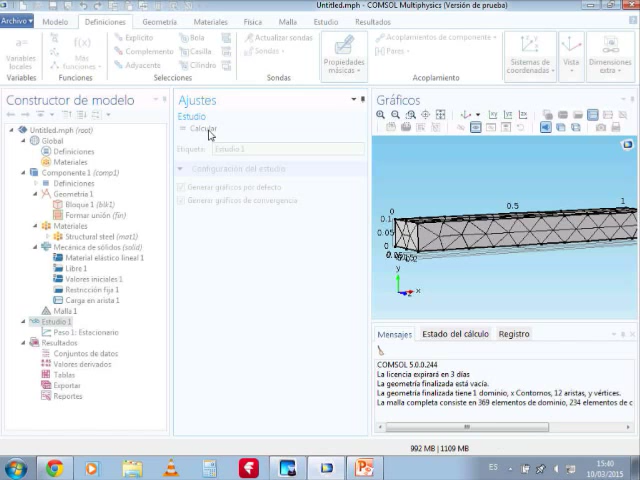 Untitled.mph - COMSOL Multiphysics (Versión de prueba)
Archivo Modelo Definiciones Geometría Materiales Física Malla Estudio Resultados
Variables locales
Variables
f(x)
Más funciones
Funciones
Explícito
Complemento
Adyacente
Bola
Casilla
Cilindro
Selecciones
Actualizar sondas
Sondas
Sondas
Propiedades másicas
Acoplamientos de componente
Pares
Acoplamiento
Sistemas de coordenadas
Vista
Dimensiones extra
Constructor de modelo
Untitled.mph (root)
Global
Definiciones
Materiales
Componente 1 (comp1)
Definiciones
Geometría 1
Bloque 1 (blk1)
Formar unión (fin)
Materiales
Structural steel (mat1)
Mecánica de sólidos (solid)
Material elástico lineal 1
Libre 1
Valores iniciales 1
Restricción fija 1
Carga en arista 1
Malla 1
Estudio 1
Paso 1: Estacionario
Resultados
Conjuntos de datos
Valores derivados
Tablas
Exportar
Reportes
Ajustes
Estudio
= Calcular
Etiqueta: Estudio 1
Configuración del estudio
Generar gráficos por defecto
Generar gráficos de convergencia
Gráficos
0.5
1
0
0.1
0.05
0
y
x
z
Mensajes Estado del cálculo Registro
COMSOL 5.0.0.244
La licencia expirará en 3 días
La geometría finalizada está vacía.
La geometría finalizada tiene 1 dominio, x Contornos, 12 aristas, y vértices.
La malla completa consiste en 369 elementos de dominio, 234 elementos de c
992 MB | 1109 MB
ES
15:40
10/03/2015